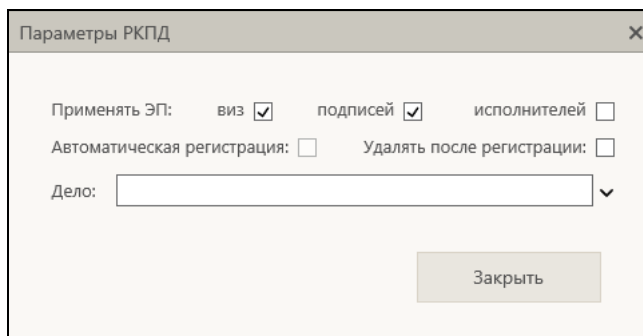 Параметры РКПД
Применять ЭП: виз подписей исполнителей
Автоматическая регистрация: Удалять после регистрации:
Дело:
Закрыть